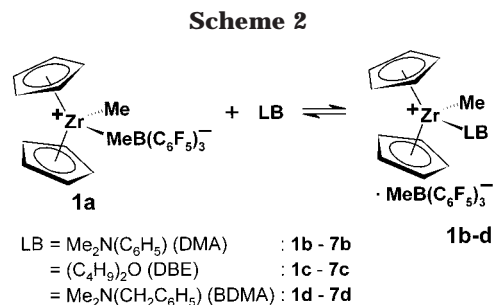 Scheme 2
+Zr
Me
MeB(C6F5)3−
1a
+ LB ⇌
+Zr
Me
LB
· MeB(C6F5)3−
1b-d
LB = Me2N(C6H5) (DMA) : 1b - 7b
= (C4H9)2O (DBE) : 1c - 7c
= Me2N(CH2C6H5) (BDMA) : 1d - 7d